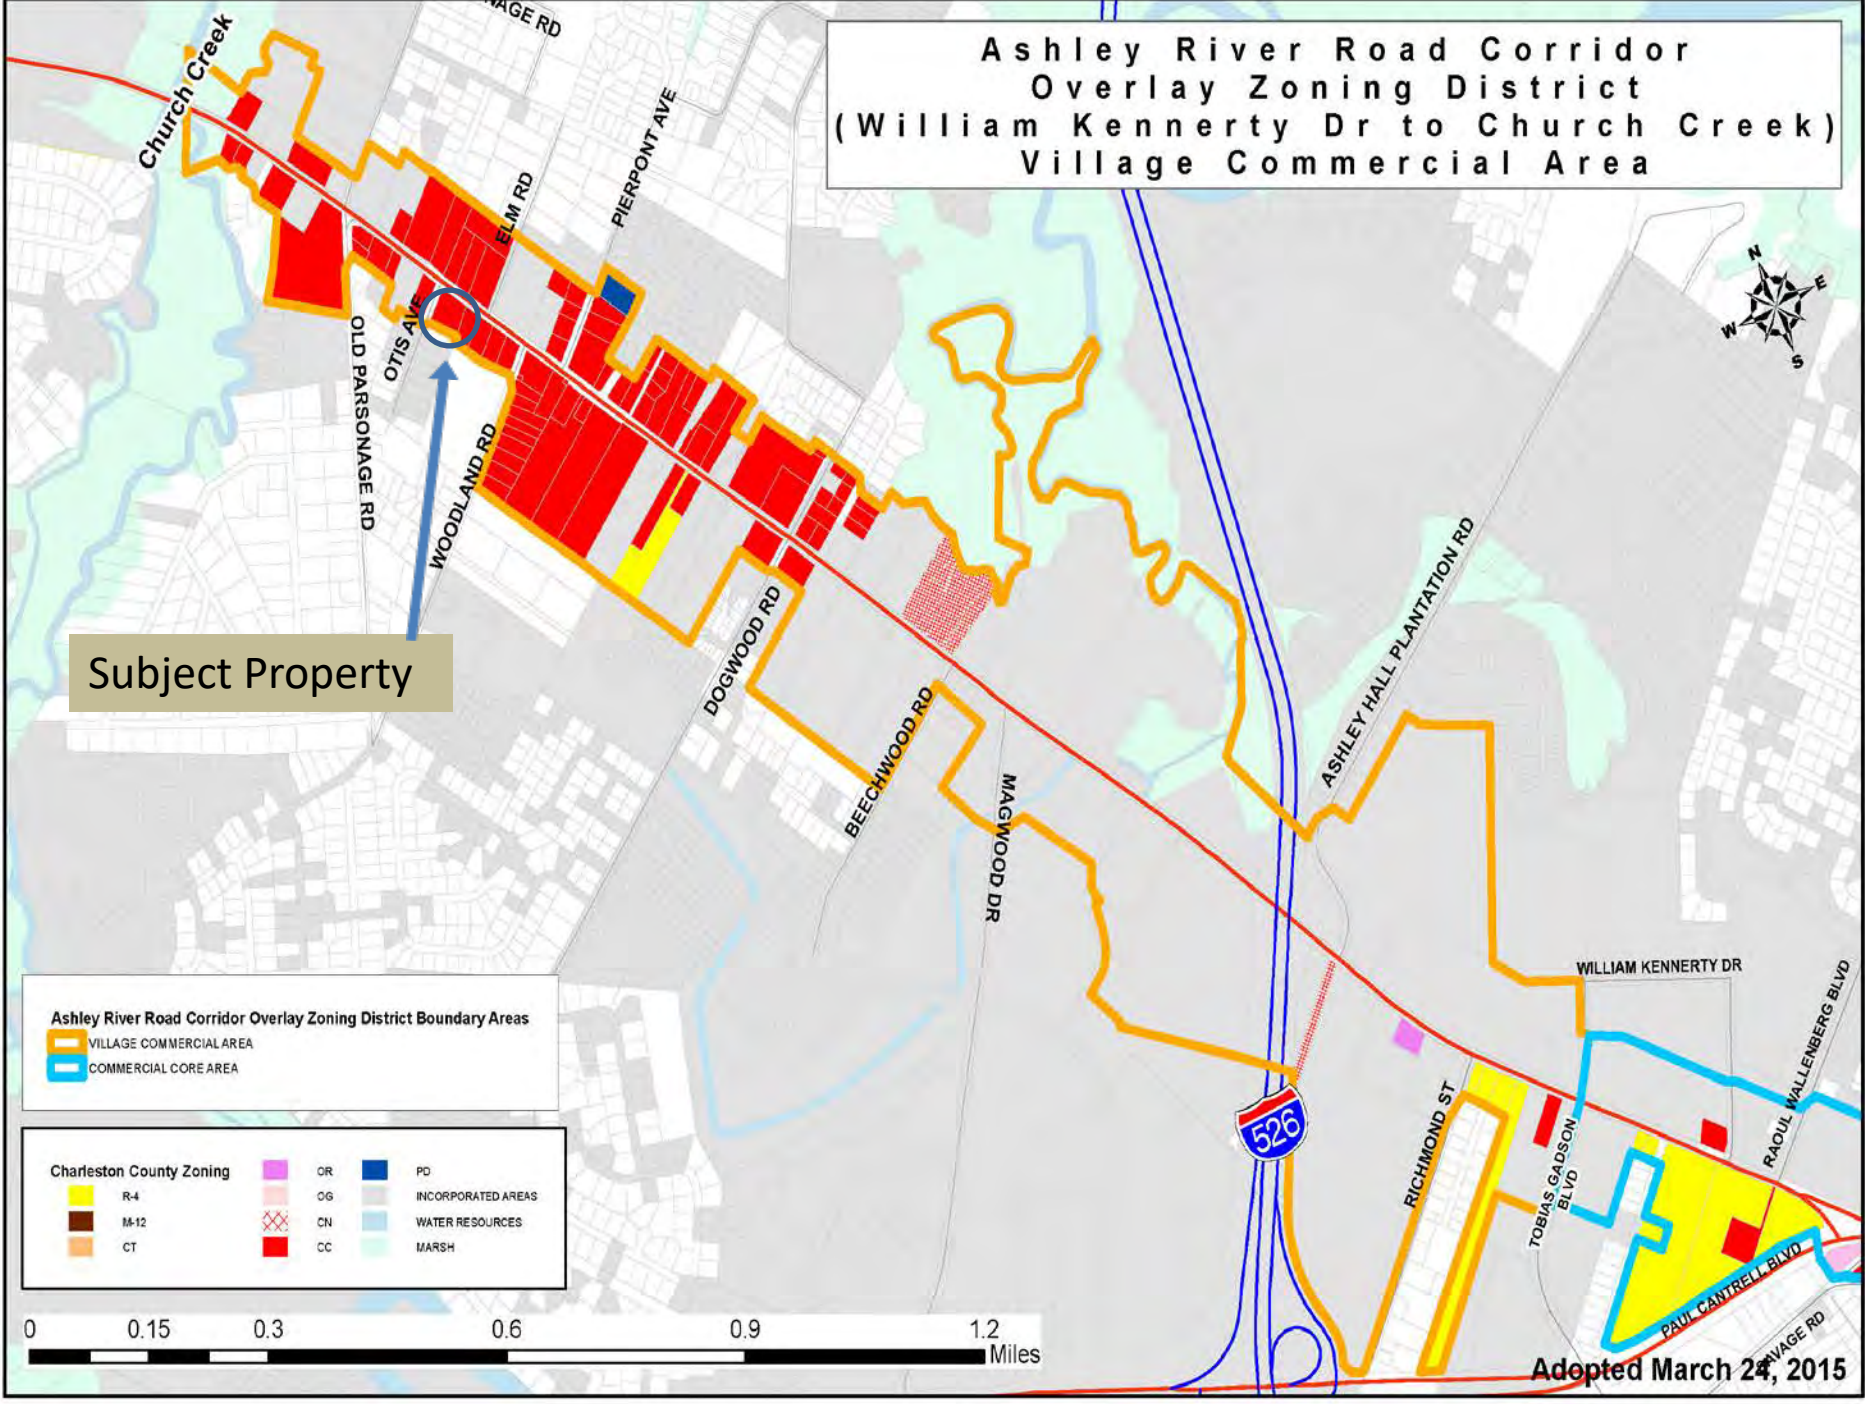 NAGE RD
Ashley River Road Corridor
Overlay Zoning District
(William Kennerty Dr to Church Creek)
Village Commercial Area
Church Creek
ELM RD
PIERPONT AVE
N
E
W
S
OTIS AVE
OLD PARSONAGE RD
WOODLAND RD
Subject Property
DOGWOOD RD
BEECHWOOD RD
MAGWOOD DR
ASHLEY HALL PLANTATION RD
WILLIAM KENNERTY DR
RAOUL WALLENBERG BLVD
526
RICHMOND ST
TOBIAS GADSON
BLVD
PAUL CANTRELL BLVD
SAVAGE RD
Ashley River Road Corridor Overlay Zoning District Boundary Areas
VILLAGE COMMERCIAL AREA
COMMERCIAL CORE AREA
Charleston County Zoning
R-4
M-12
CT
OR
OG
CN
CC
PD
INCORPORATED AREAS
WATER RESOURCES
MARSH
0 0.15 0.3 0.6 0.9 1.2
Miles
Adopted March 24, 2015